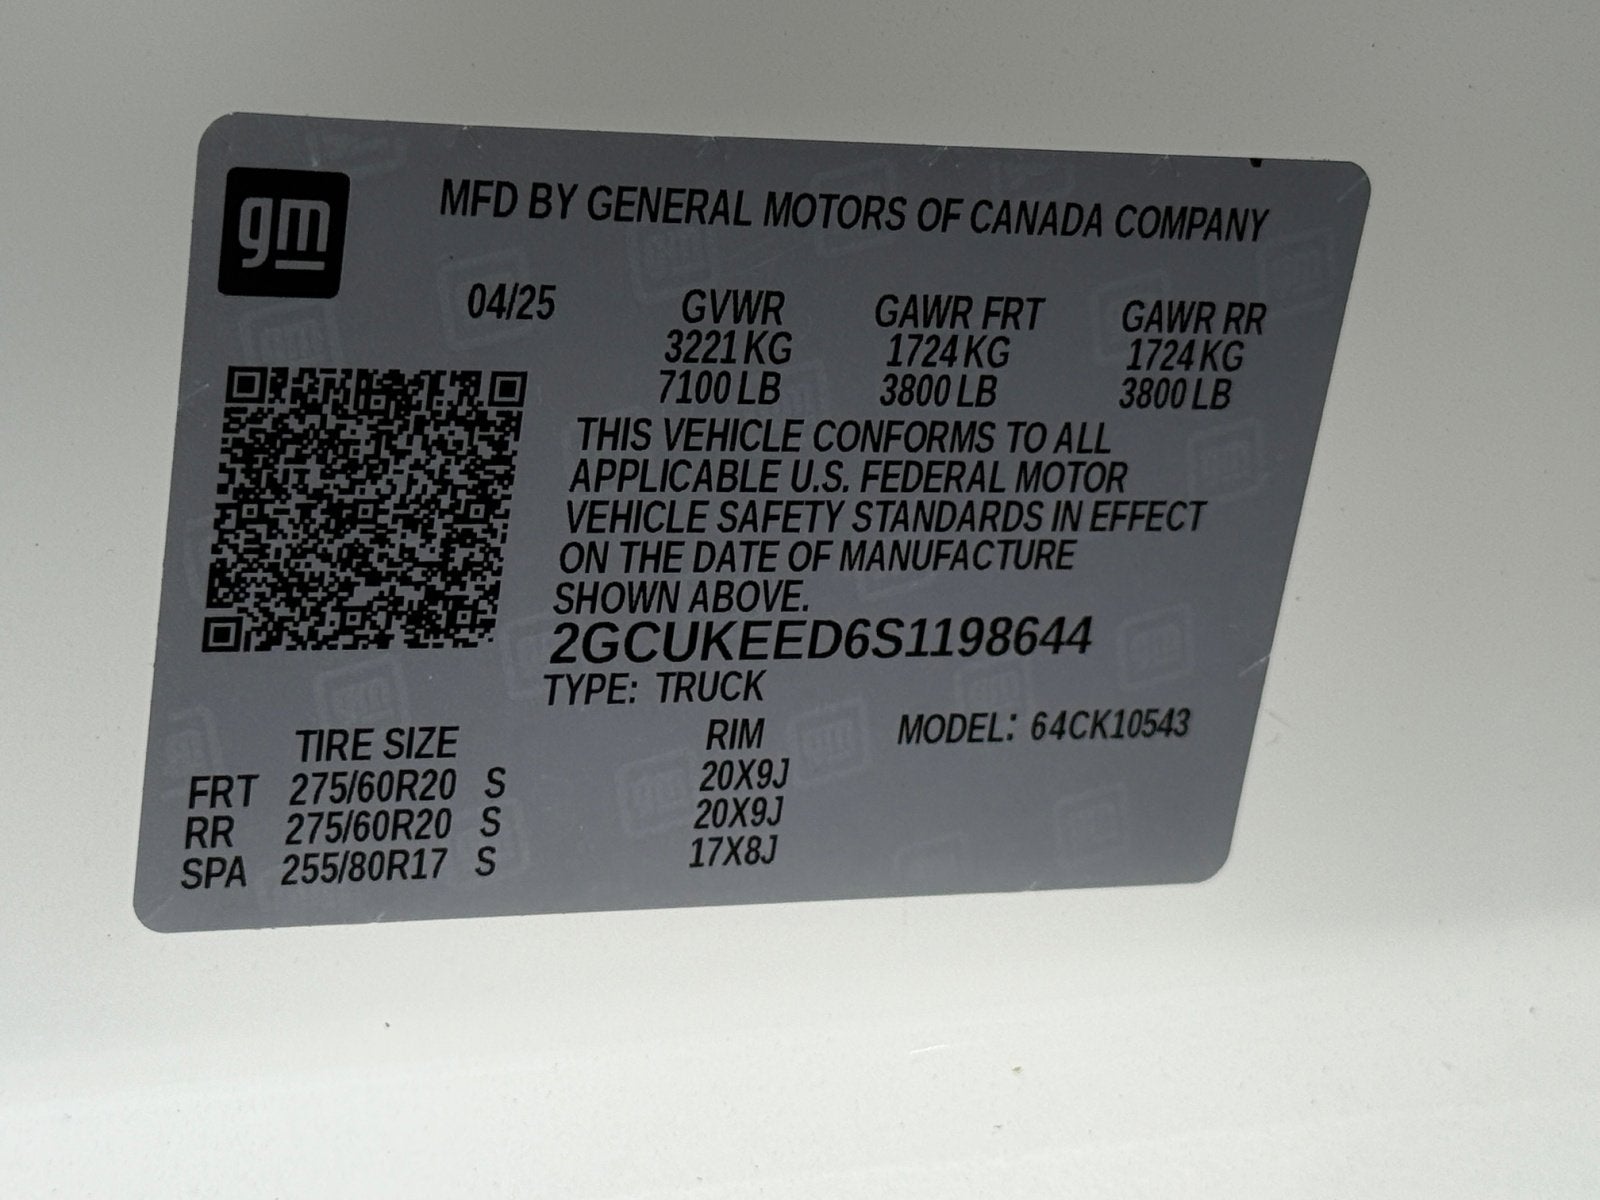 gm
MFD BY GENERAL MOTORS OF CANADA COMPANY
04/25 GVWR GAWR FRT GAWR RR
3221 KG 1724 KG 1724 KG
7100 LB 3800 LB 3800 LB
THIS VEHICLE CONFORMS TO ALL
APPLICABLE U.S. FEDERAL MOTOR
VEHICLE SAFETY STANDARDS IN EFFECT
ON THE DATE OF MANUFACTURE
SHOWN ABOVE.
2GCUKEED6S1198644
TYPE: TRUCK
TIRE SIZE RIM MODEL: 64CK10543
FRT 275/60R20 S 20X9J
RR 275/60R20 S 20X9J
SPA 255/80R17 S 17X8J